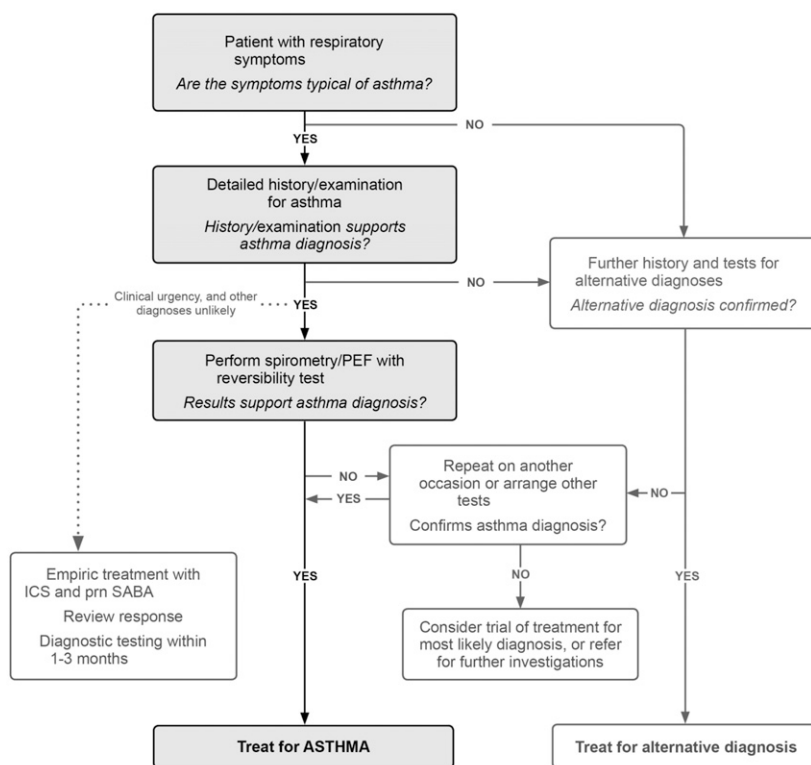 Patient with respiratory
symptoms
Are the symptoms typical of asthma?
NO
YES
Detailed history/examination
for asthma
History/examination supports
asthma diagnosis?
Further history and tests for
alternative diagnoses
Alternative diagnosis confirmed?
NO
Clinical urgency, and other
diagnoses unlikely
YES
Perform spirometry/PEF with
reversibility test
Results support asthma diagnosis?
Repeat on another
occasion or arrange other
tests
Confirms asthma diagnosis?
NO
YES
NO
Empiric treatment with
ICS and prn SABA
Review response
Diagnostic testing within
1-3 months
YES
NO
YES
Consider trial of treatment for
most likely diagnosis, or refer
for further investigations
Treat for ASTHMA
Treat for alternative diagnosis